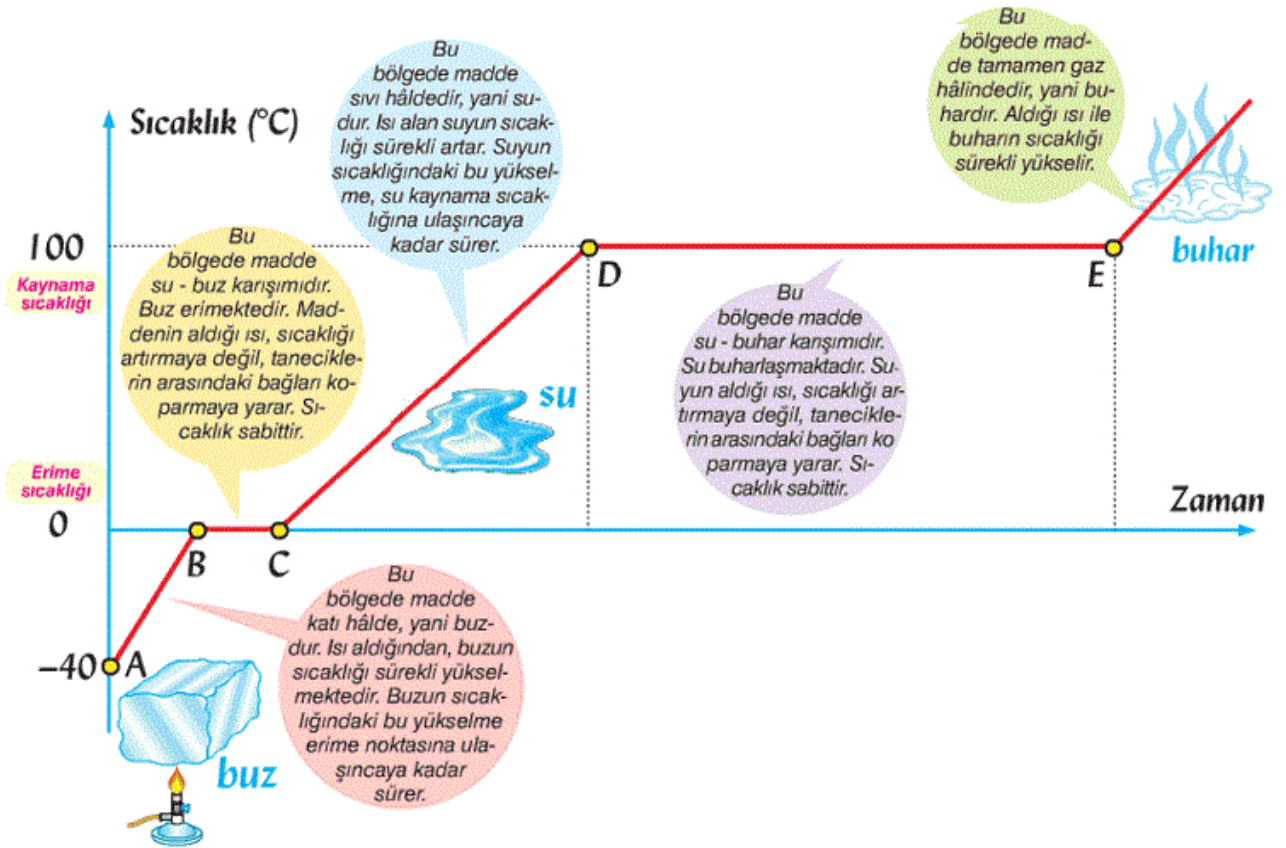 Sıcaklık (°C)
Bu
bölgede madde
sıvı hâldedir, yani su-
dur. Isı alan suyun sıcak-
lığı sürekli artar. Suyun
sıcaklığındaki bu yüksel-
me, su kaynama sıcak-
lığına ulaşıncaya
kadar sürer.
Bu
bölgede mad-
de tamamen gaz
hâlindedir, yani bu-
hardır. Aldığı ısı ile
buharın sıcaklığı
sürekli yükselir.
100
Kaynama
sıcaklığı
Bu
bölgede madde
su - buz karışımıdır.
Buz erimektedir. Mad-
denin aldığı ısı, sıcaklığı
artırmaya değil, tanecikle-
rin arasındaki bağları ko-
parmaya yarar. Sı-
caklık sabittir.
D
E
buhar
Bu
bölgede madde
su - buhar karışımıdır.
Su buharlaşmaktadır. Su-
yun aldığı ısı, sıcaklığı ar-
tırmaya değil, tanecikle-
rin arasındaki bağları ko
parmaya yarar. Sı-
caklık sabittir.
su
Erime
sıcaklığı
0
Zaman
B
C
Bu
bölgede madde
katı hâlde, yani buz-
dur. Isı aldığından, buzun
sıcaklığı sürekli yüksel-
mektedir. Buzun sıcak-
lığındaki bu yükselme
erime noktasına ula-
şıncaya kadar
sürer.
–40
A
buz